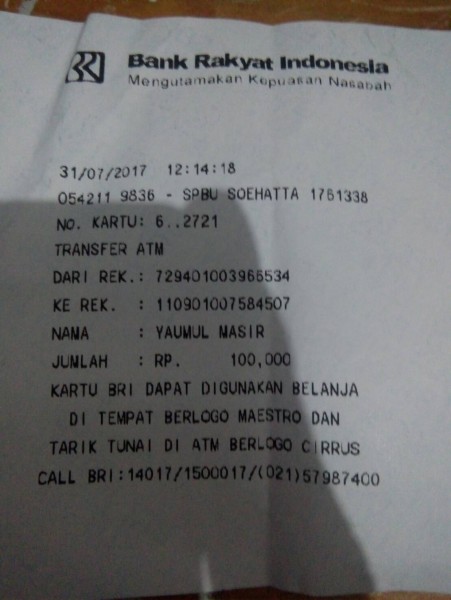 Bank Rakyat Indonesia
Mengutamakan Kepuasan Nasabah
31/07/2017 12:14:18
054211 9836 - SPBU SOEHATTA 1761338
NO. KARTU: 6..2721
TRANSFER ATM
DARI REK.: 729401003966534
KE REK. : 110901007584507
NAMA : YAUMUL MASIR
JUMLAH : RP. 100,000
KARTU BRI DAPAT DIGUNAKAN BELANJA
DI TEMPAT BERLOGO MAESTRO DAN
TARIK TUNAI DI ATM BERLOGO CIRRUS
CALL BRI:14017/1500017/(021)57987400